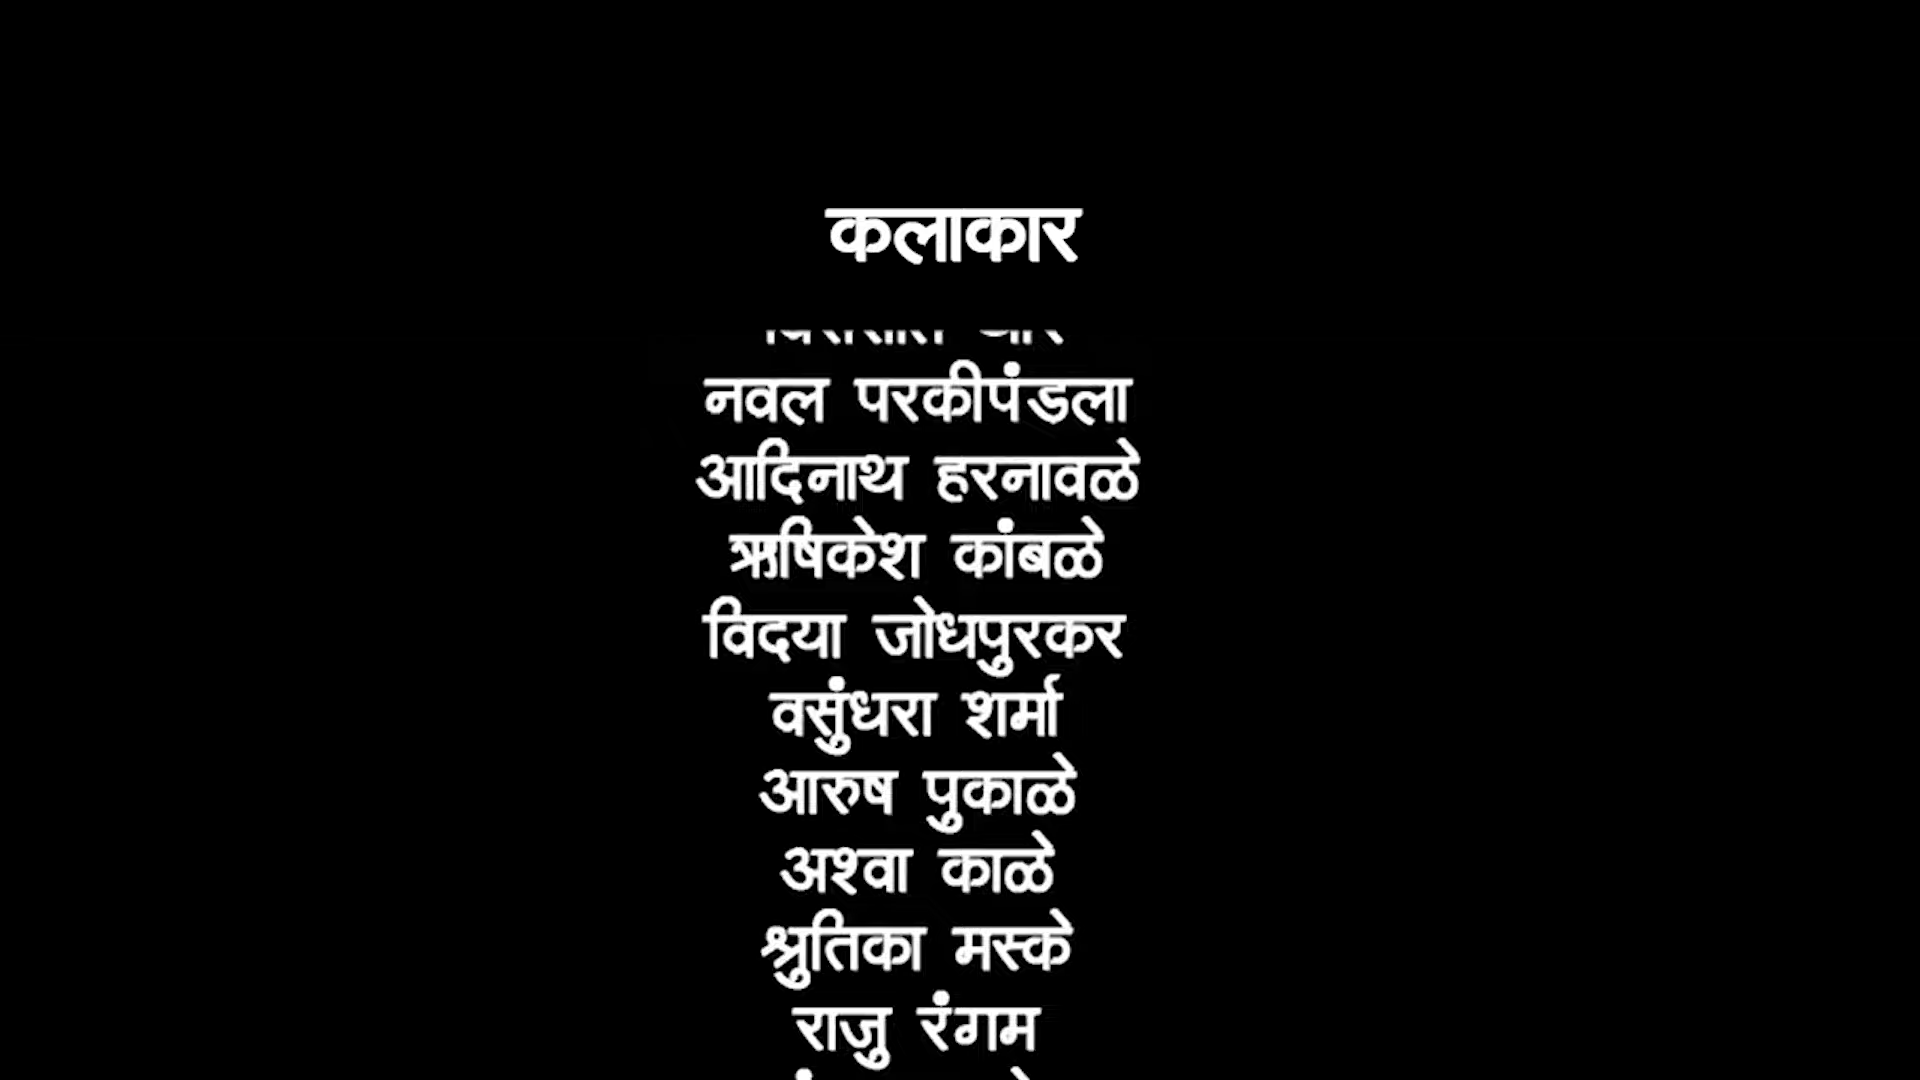 कलाकार
नवल परकीपंडला
आदिनाथ हरनावळे
ऋषिकेश कांबळे
विदया जोधपुरकर
वसुंधरा शर्मा
आरुष पुकाळे
अश्वा काळे
श्रुतिका मस्के
राजु रंगम